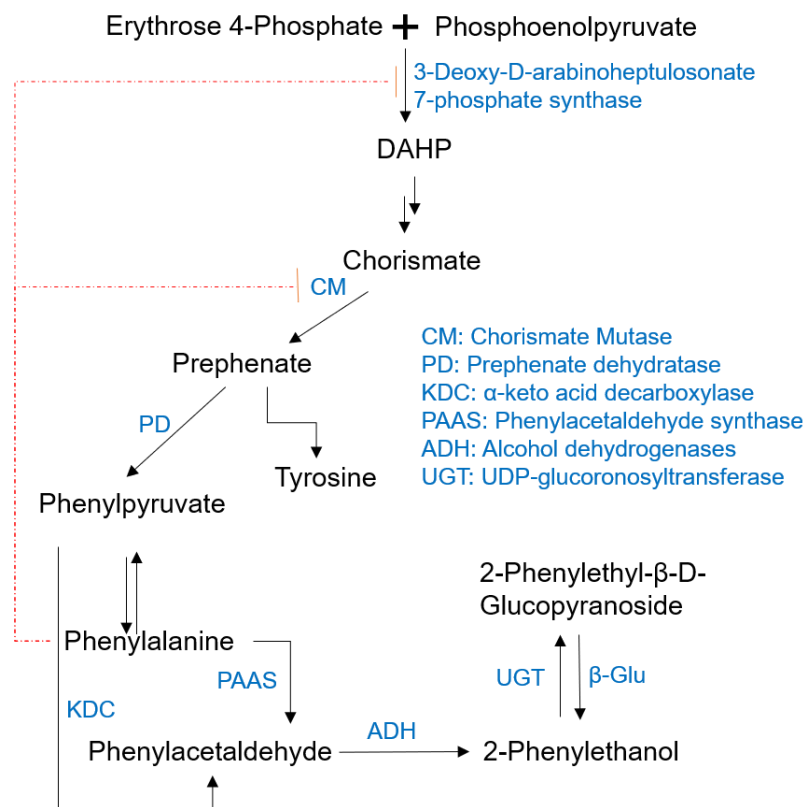 Erythrose 4-Phosphate + Phosphoenolpyruvate
3-Deoxy-D-arabinoheptulosonate
7-phosphate synthase
DAHP
Chorismate
CM
Prephenate
CM: Chorismate Mutase
PD: Prephenate dehydratase
KDC: α-keto acid decarboxylase
PAAS: Phenylacetaldehyde synthase
ADH: Alcohol dehydrogenases
UGT: UDP-glucoronosyltransferase
PD
Tyrosine
Phenylpyruvate
2-Phenylethyl-β-D-
Glucopyranoside
Phenylalanine
PAAS
UGT
β-Glu
KDC
ADH
Phenylacetaldehyde
2-Phenylethanol